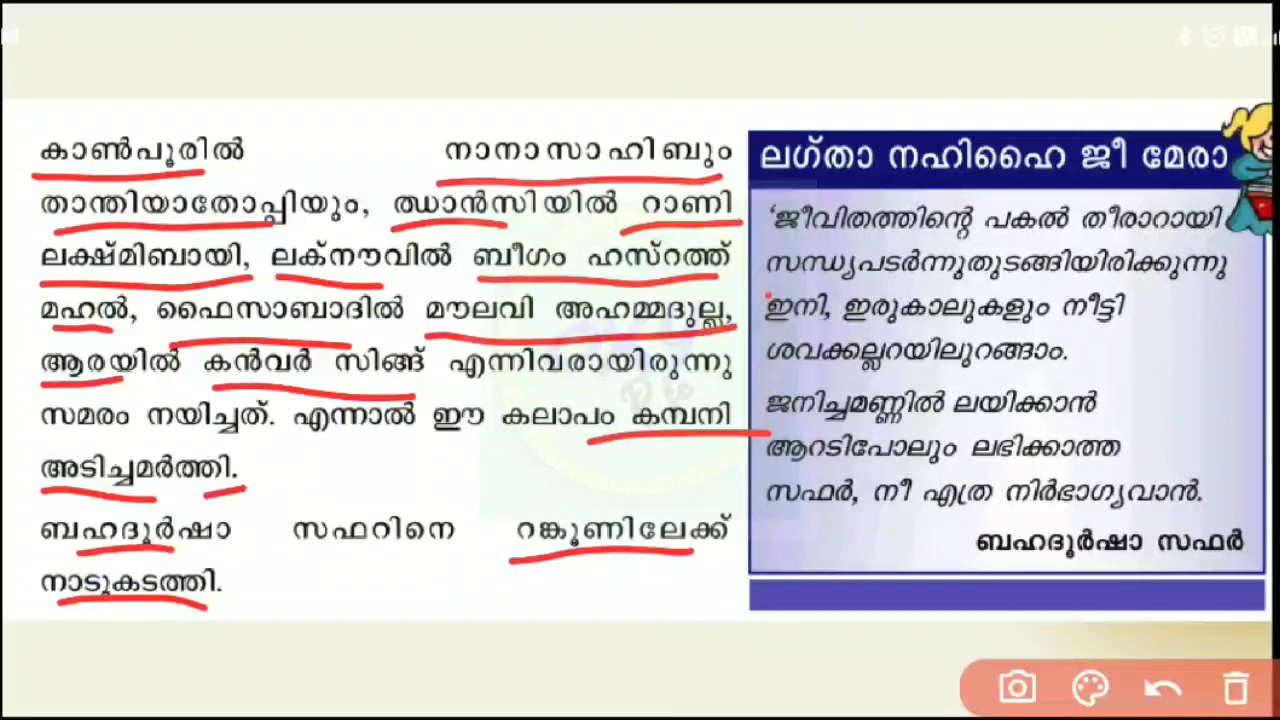 കാൺപൂരിൽ നാനാസാഹിബും
താന്തിയാതോപ്പിയും, ഝാൻസിയിൽ റാണി
ലക്ഷ്മിബായി, ലക്നൗവിൽ ബീഗം ഹസ്റത്ത്
മഹൽ, ഫൈസാബാദിൽ മൗലവി അഹമ്മദുല്ല,
ആരയിൽ കൻവർ സിങ്ങ് എന്നിവരായിരുന്നു
സമരം നയിച്ചത്. എന്നാൽ ഈ കലാപം കമ്പനി
അടിച്ചമർത്തി.
ബഹദൂർഷാ സഫറിനെ റങ്കൂണിലേക്ക്
നാടുകടത്തി.
ലഗ്താ നഹിഹൈ ജീ മേരാ
'ജീവിതത്തിന്റെ പകൽ തീരാറായി
സന്ധ്യപടർന്നുതുടങ്ങിയിരിക്കുന്നു
ഇനി, ഇരുകാലുകളും നീട്ടി
ശവക്കല്ലറയിലുറങ്ങാം.
ജനിച്ചമണ്ണിൽ ലയിക്കാൻ
ആറടിപോലും ലഭിക്കാത്ത
സഫർ, നീ എത്ര നിർഭാഗ്യവാൻ.
ബഹദൂർഷാ സഫർ